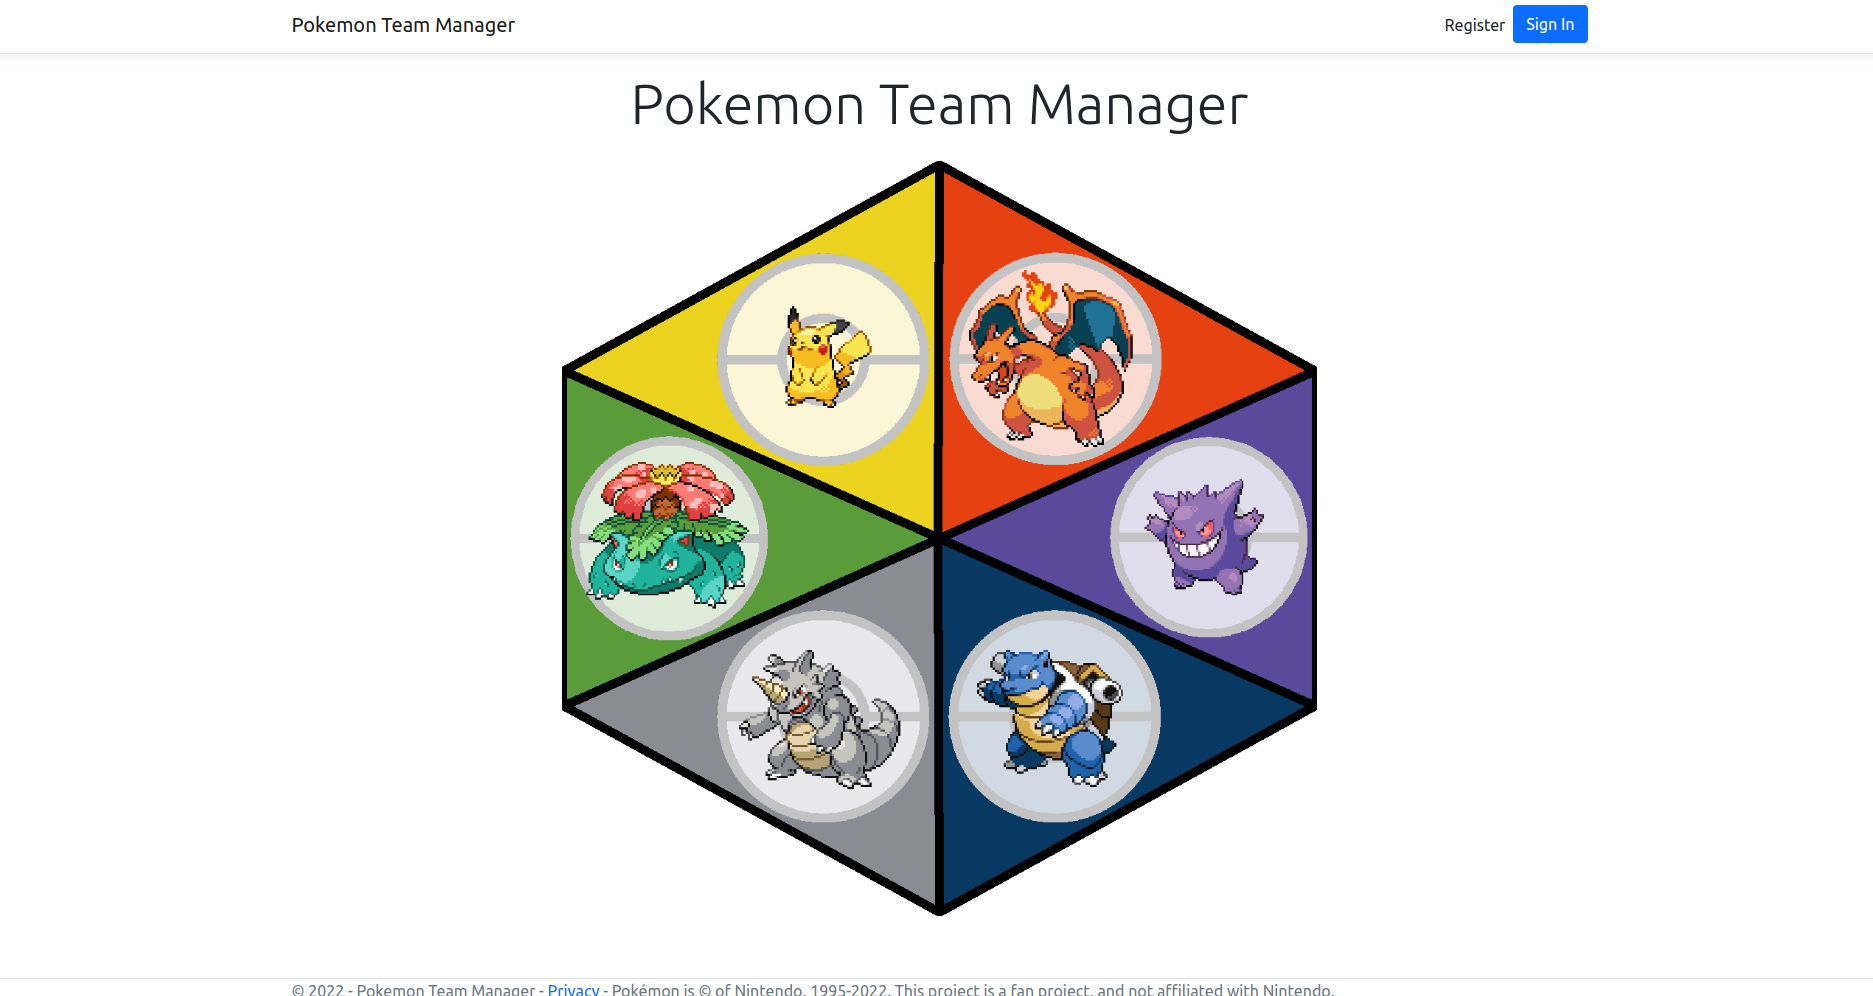 Pokemon Team Manager
Register
Sign In
Pokemon Team Manager
© 2022 - Pokemon Team Manager - Privacy - Pokémon is © of Nintendo, 1995-2022. This project is a fan project, and not affiliated with Nintendo.